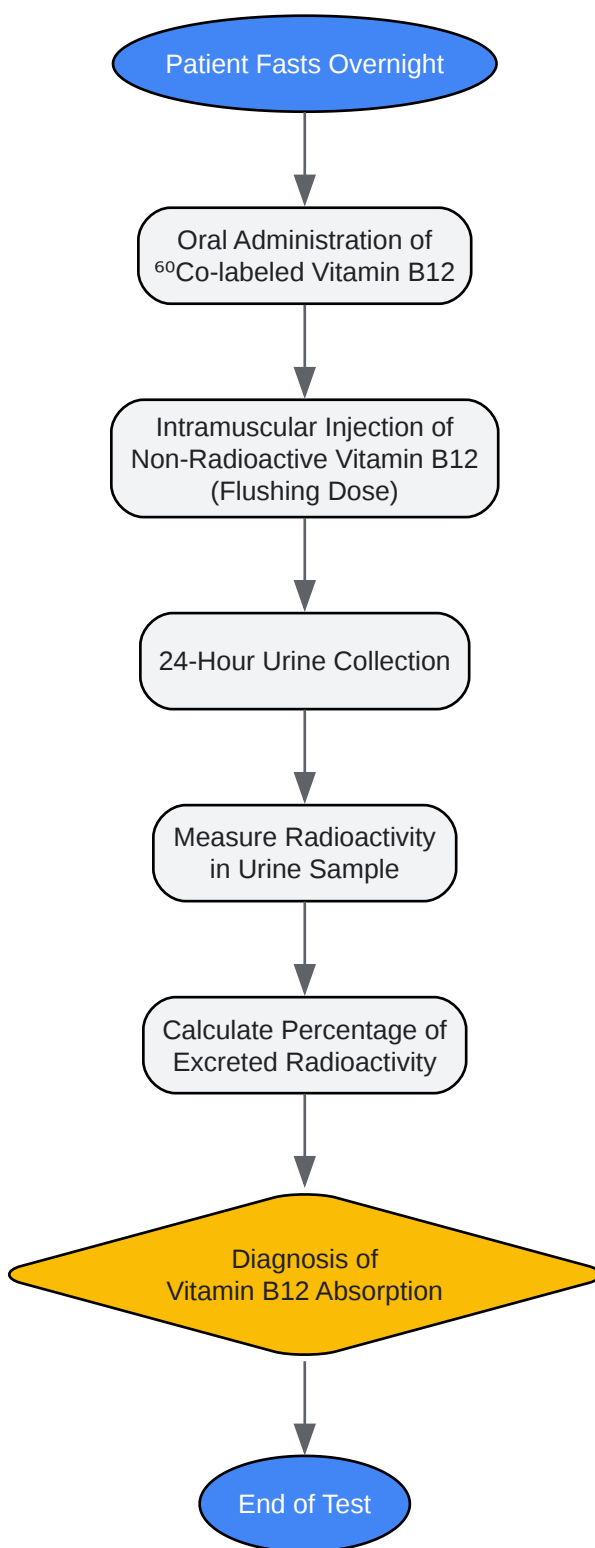 Patient Fasts Overnight
Oral Administration of
⁶⁰Co-labeled Vitamin B12
Intramuscular Injection of
Non-Radioactive Vitamin B12
(Flushing Dose)
24-Hour Urine Collection
Measure Radioactivity
in Urine Sample
Calculate Percentage of
Excreted Radioactivity
Diagnosis of
Vitamin B12 Absorption
End of Test